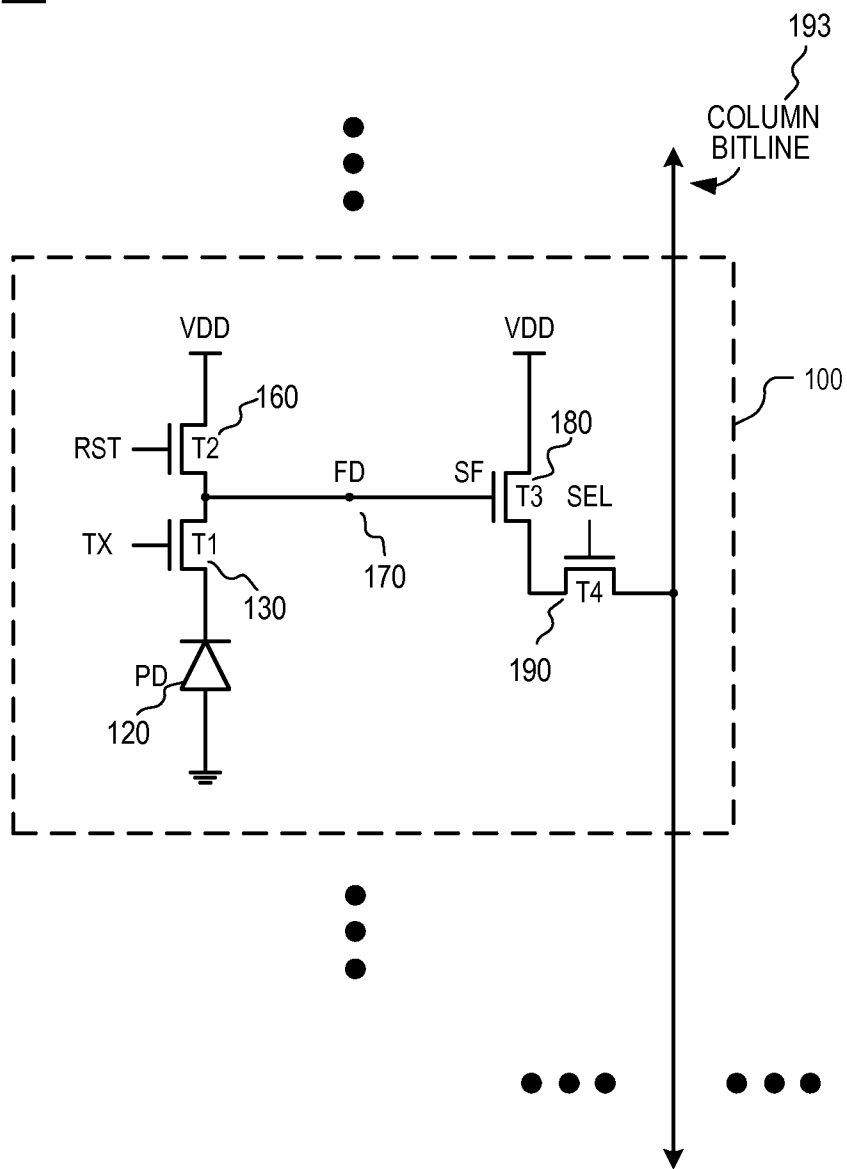 193
COLUMN
BITLINE
VDD
VDD
100
160
180
RST
T2
FD
SF
T3
SEL
TX
T1
170
130
T4
190
PD
120